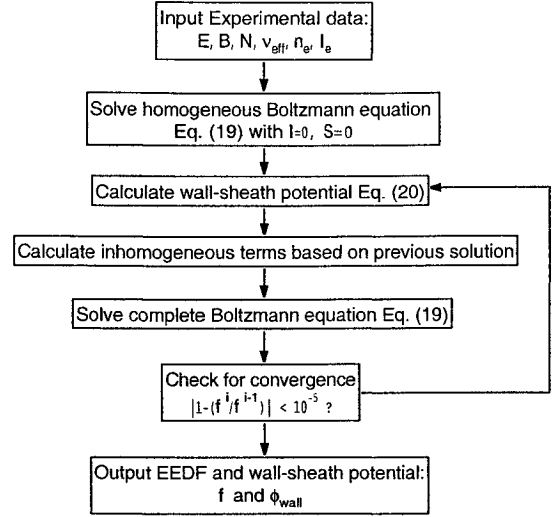 Input Experimental data:
E, B, N, ν_eff, n_e, I_e
Solve homogeneous Boltzmann equation
Eq. (19) with I=0, S=0
Calculate wall-sheath potential Eq. (20)
Calculate inhomogeneous terms based on previous solution
Solve complete Boltzmann equation Eq. (19)
Check for convergence
|1-(f^i/f^{i-1})| < 10^{-5} ?
Output EEDF and wall-sheath potential:
f and ϕ_wall